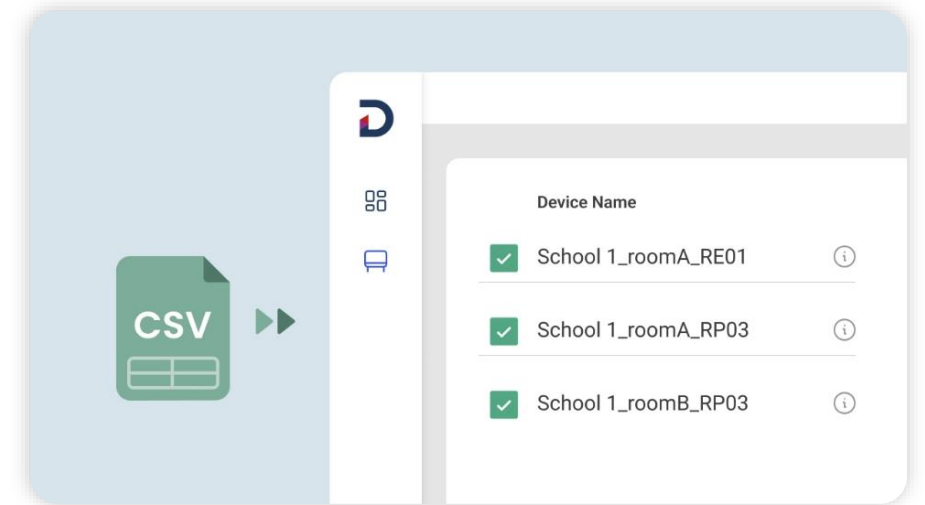 CSV
Device Name
School 1_roomA_RE01
School 1_roomA_RP03
School 1_roomB_RP03